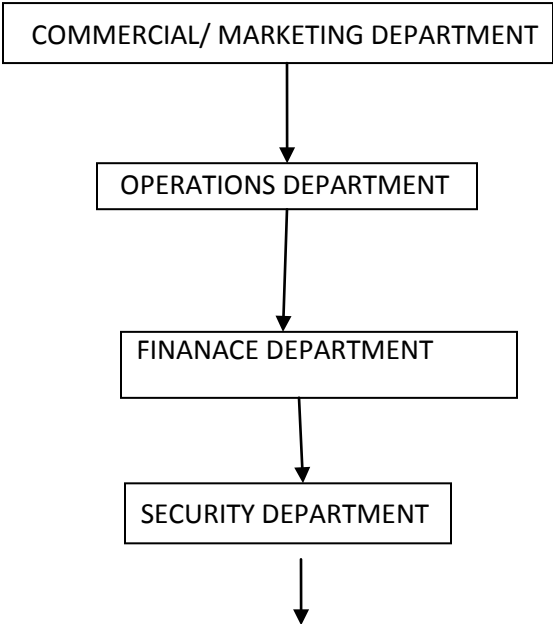 COMMERCIAL/ MARKETING DEPARTMENT
OPERATIONS DEPARTMENT
FINANACE DEPARTMENT
SECURITY DEPARTMENT